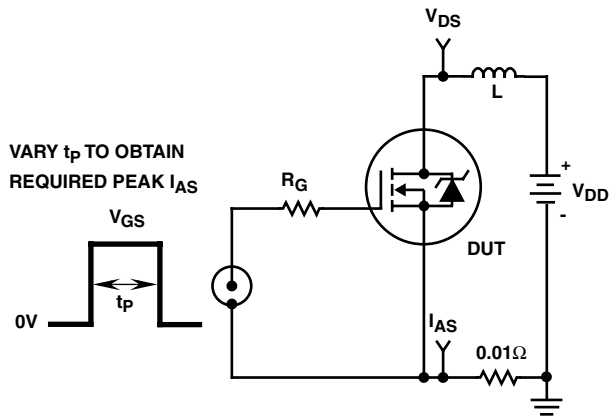 V_DS
L
VARY t_P TO OBTAIN
REQUIRED PEAK I_AS
R_G
+
V_DD
-
V_GS
DUT
t_P
0V
I_AS
0.01Ω